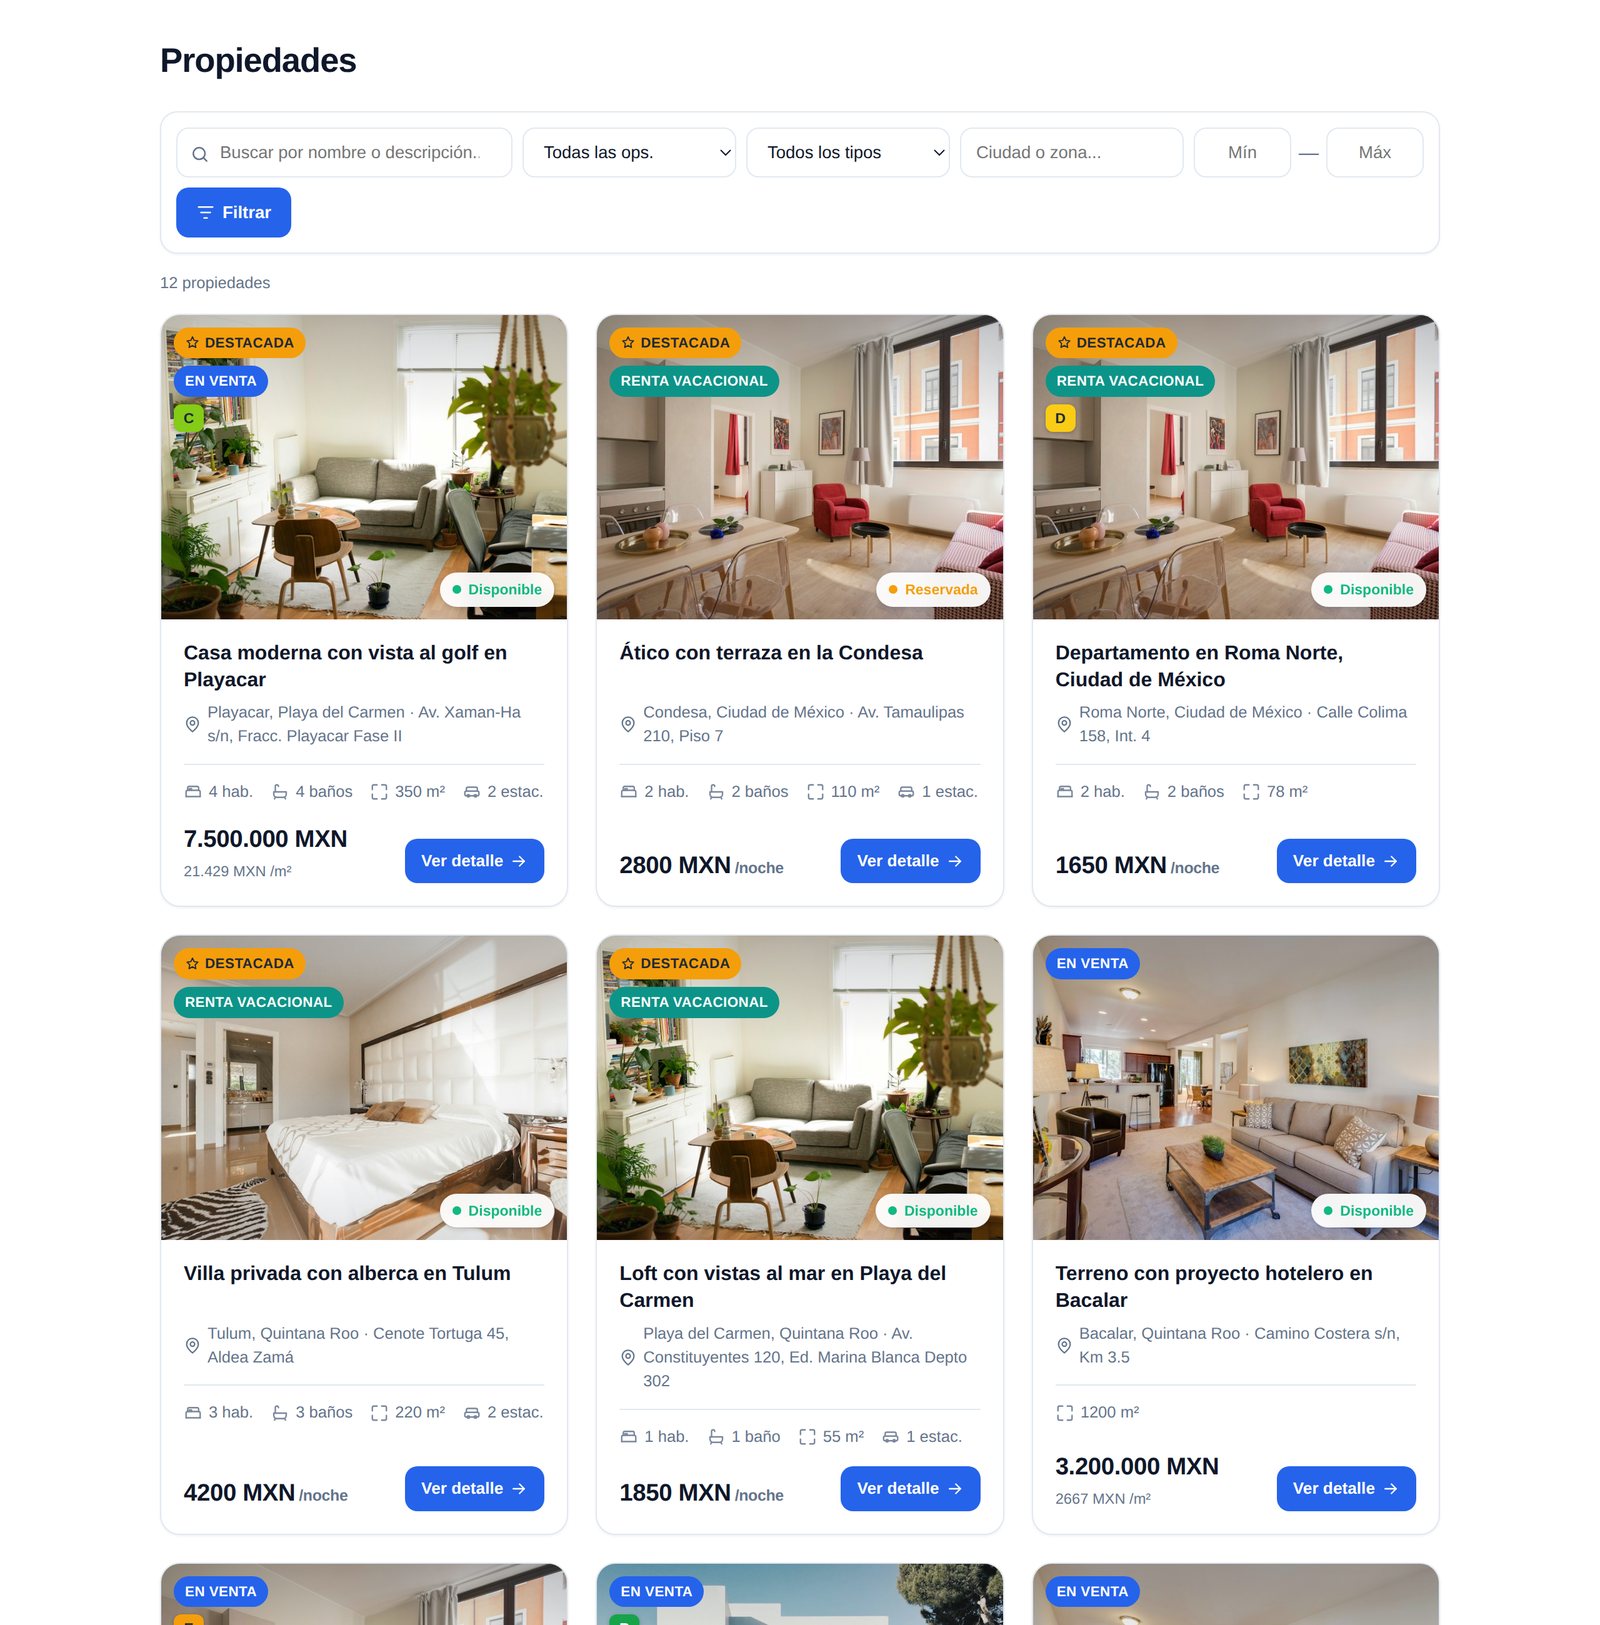 Propiedades
Buscar por nombre o descripción.
Todas las ops.
Todos los tipos
Ciudad o zona...
Mín
—
Máx
Filtrar
12 propiedades
DESTACADA
EN VENTA
C
Disponible
Casa moderna con vista al golf en
Playacar
Playacar, Playa del Carmen · Av. Xaman-Ha
s/n, Fracc. Playacar Fase II
4 hab.
4 baños
350 m²
2 estac.
7.500.000 MXN
21.429 MXN /m²
Ver detalle
DESTACADA
RENTA VACACIONAL
Reservada
Ático con terraza en la Condesa
Condesa, Ciudad de México · Av. Tamaulipas
210, Piso 7
2 hab.
2 baños
110 m²
1 estac.
2800 MXN /noche
Ver detalle
DESTACADA
RENTA VACACIONAL
D
Disponible
Departamento en Roma Norte,
Ciudad de México
Roma Norte, Ciudad de México · Calle Colima
158, Int. 4
2 hab.
2 baños
78 m²
1650 MXN /noche
Ver detalle
DESTACADA
RENTA VACACIONAL
Disponible
Villa privada con alberca en Tulum
Tulum, Quintana Roo · Cenote Tortuga 45,
Aldea Zamá
3 hab.
3 baños
220 m²
2 estac.
4200 MXN /noche
Ver detalle
DESTACADA
RENTA VACACIONAL
Disponible
Loft con vistas al mar en Playa del
Carmen
Playa del Carmen, Quintana Roo · Av.
Constituyentes 120, Ed. Marina Blanca Depto
302
1 hab.
1 baño
55 m²
1 estac.
1850 MXN /noche
Ver detalle
EN VENTA
Disponible
Terreno con proyecto hotelero en
Bacalar
Bacalar, Quintana Roo · Camino Costera s/n,
Km 3.5
1200 m²
3.200.000 MXN
2667 MXN /m²
Ver detalle
EN VENTA
EN VENTA
EN VENTA